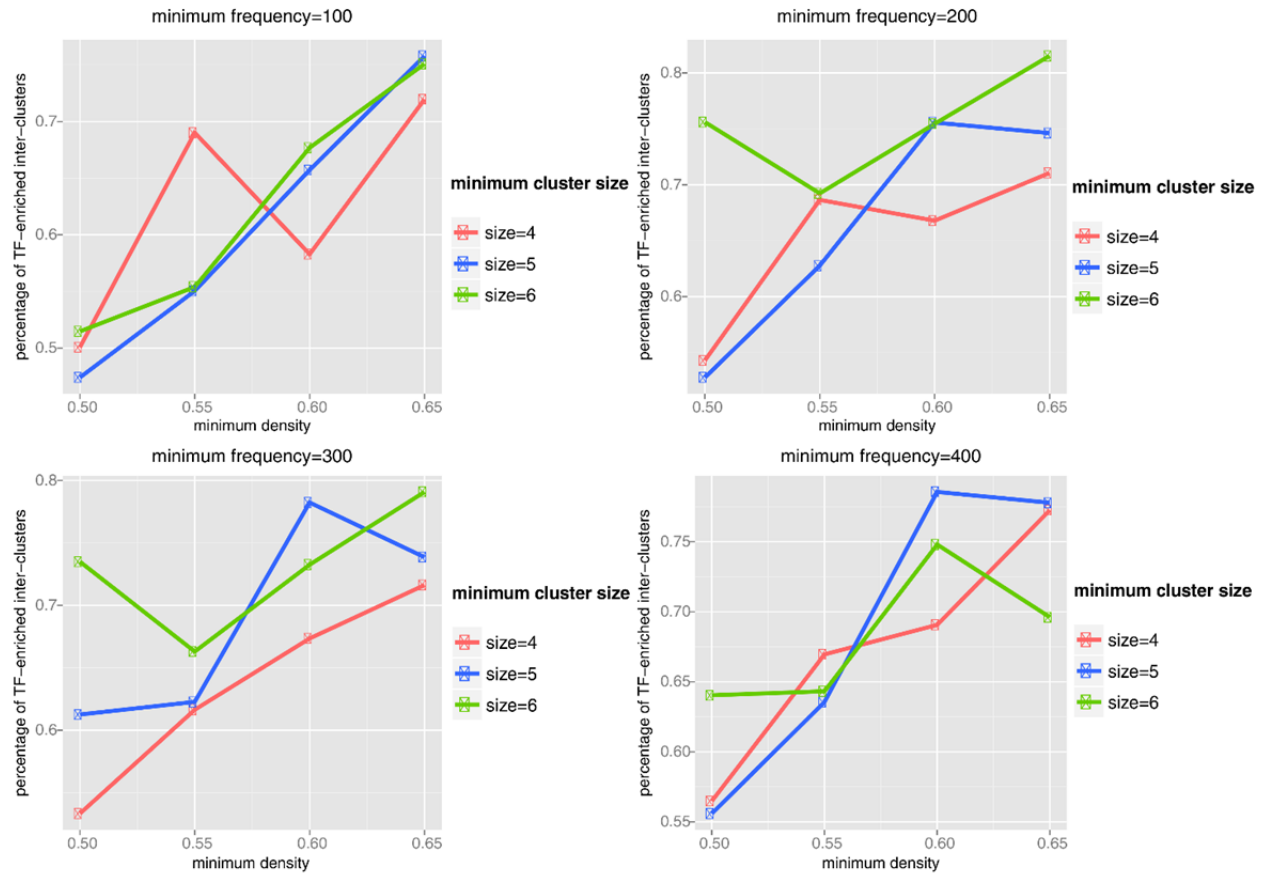 minimum frequency=100
percentage of TF-enriched inter-clusters
0.7
0.6
0.5
0.50 0.55 0.60 0.65
minimum density
minimum cluster size
size=4
size=5
size=6
minimum frequency=200
percentage of TF-enriched inter-clusters
0.8
0.7
0.6
0.50 0.55 0.60 0.65
minimum density
minimum cluster size
size=4
size=5
size=6
minimum frequency=300
percentage of TF-enriched inter-clusters
0.8
0.7
0.6
0.50 0.55 0.60 0.65
minimum density
minimum cluster size
size=4
size=5
size=6
minimum frequency=400
percentage of TF-enriched inter-clusters
0.75
0.70
0.65
0.60
0.55
0.50 0.55 0.60 0.65
minimum density
minimum cluster size
size=4
size=5
size=6